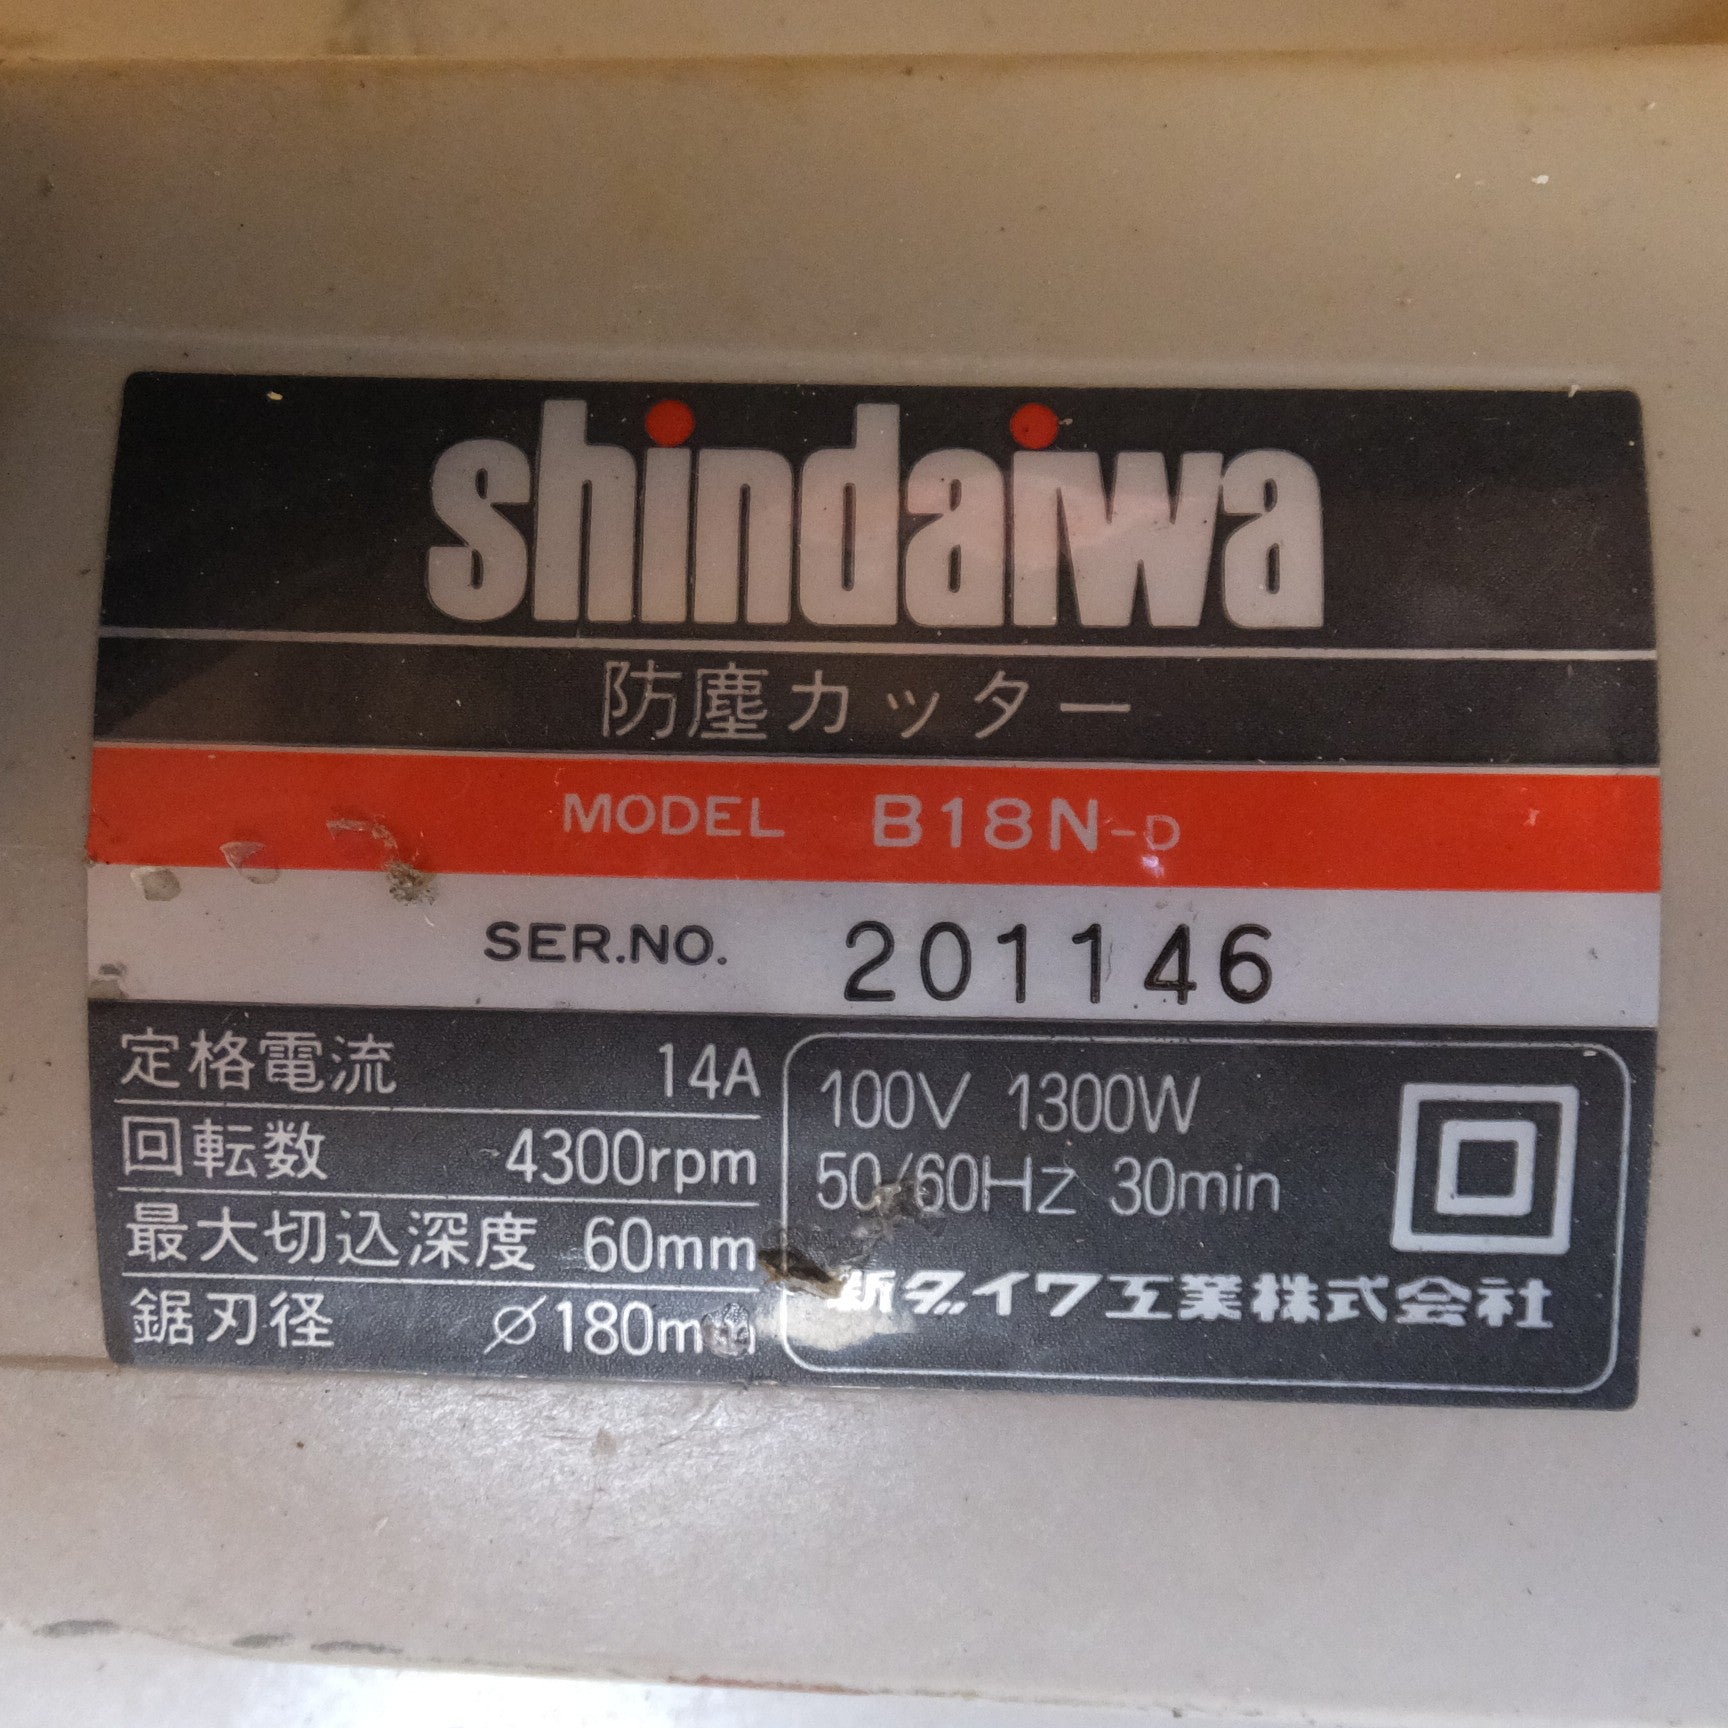 shindaiwa
防塵カッター
MODEL B18N-D
SER.NO. 201146
定格電流 14A
回転数 4300rpm
最大切込深度 60mm
鋸刃径 ⌀180mm
100V 1300W
50/60Hz 30min
新ダイワ工業株式会社